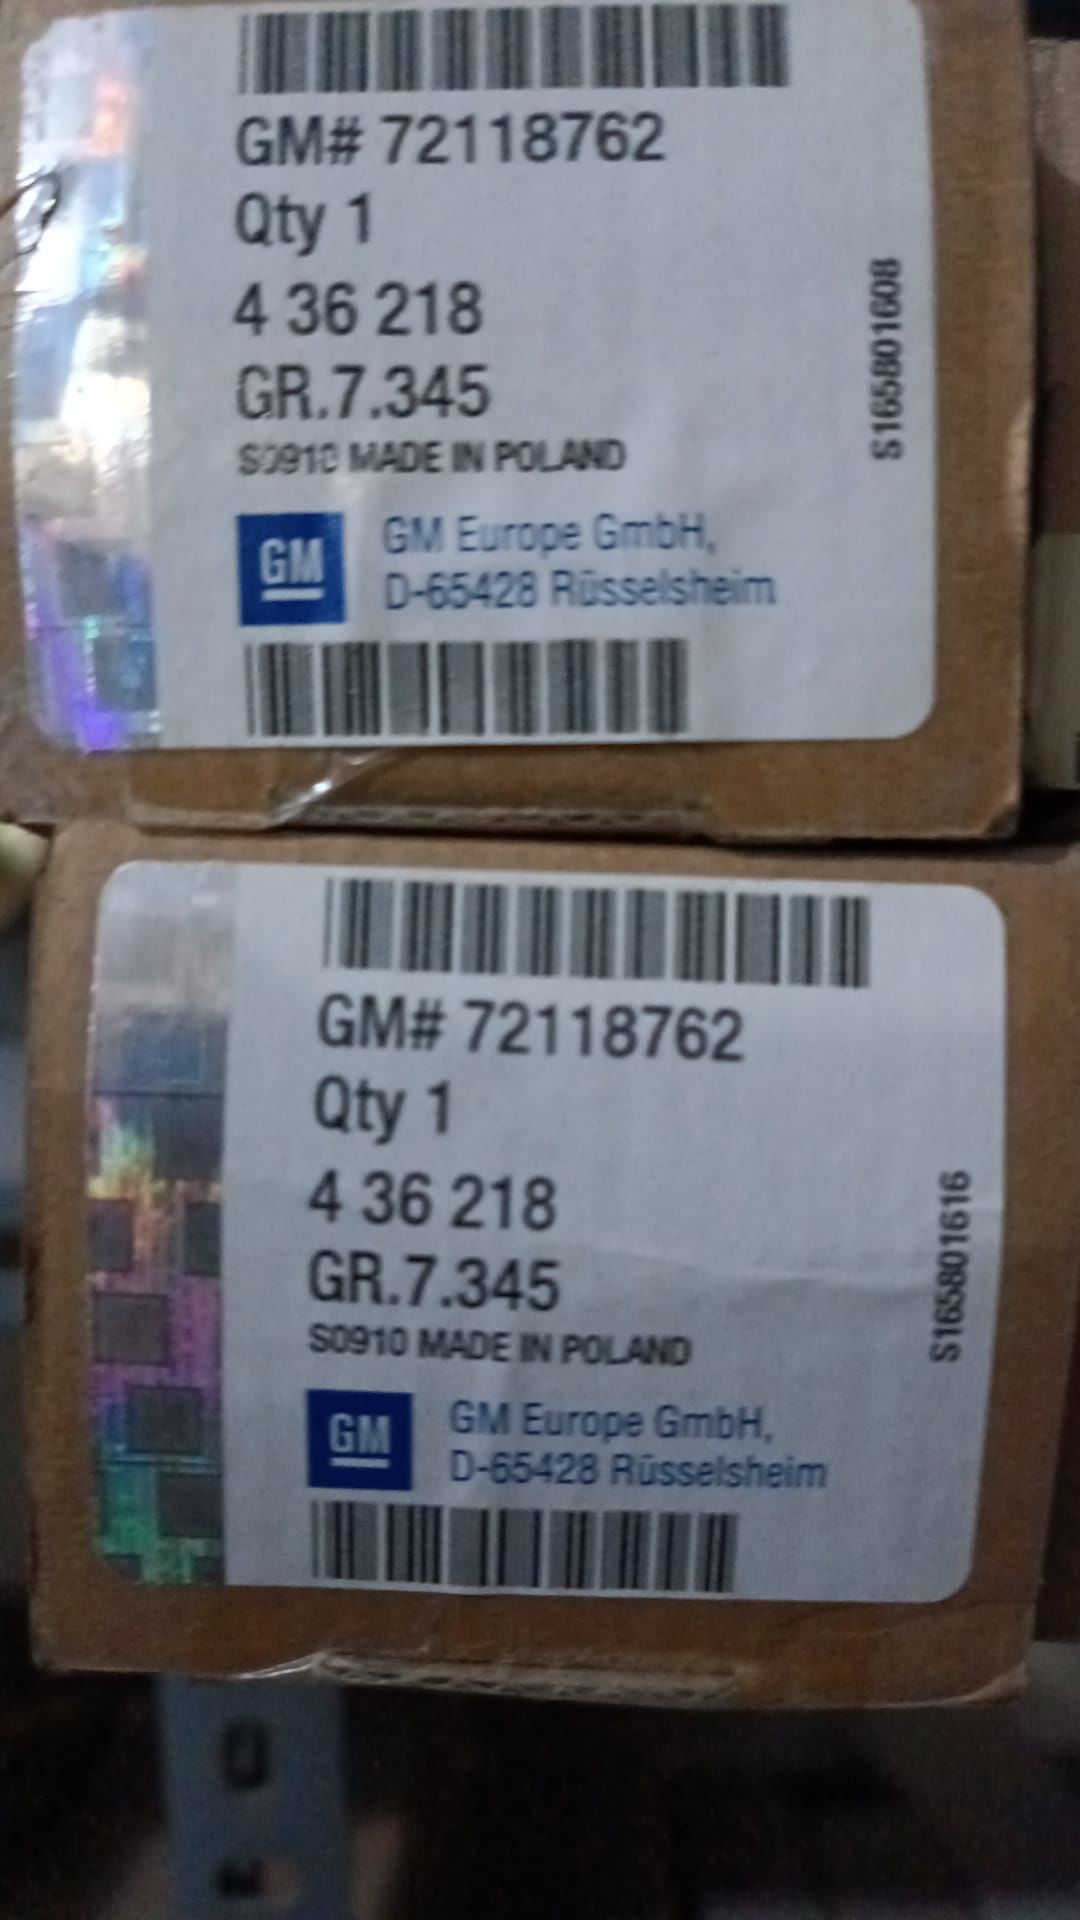 GM# 72118762
Qty 1
4 36 218
GR.7.345
S0910 MADE IN POLAND
GM
GM Europe GmbH,
D-65428 Rüsselsheim
S165801608
GM# 72118762
Qty 1
4 36 218
GR.7.345
S0910 MADE IN POLAND
GM
GM Europe GmbH,
D-65428 Rüsselsheim
S165801616